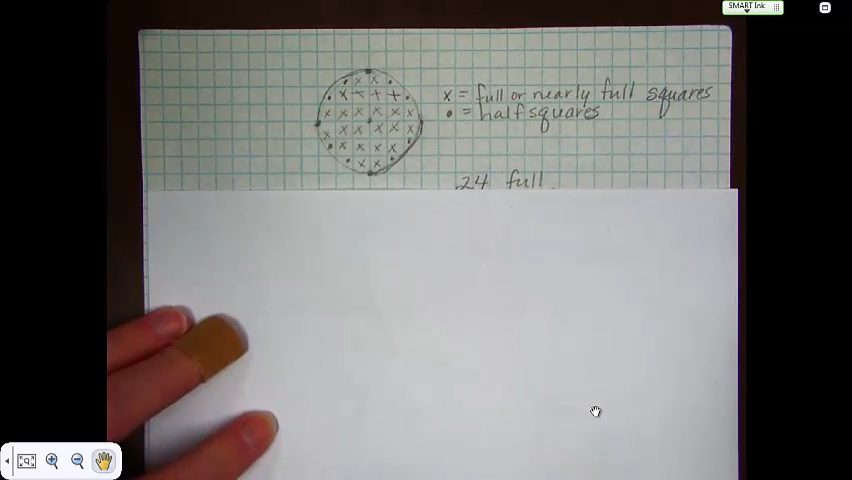 SMART Ink
x = full or nearly full squares
• = half squares
24 full